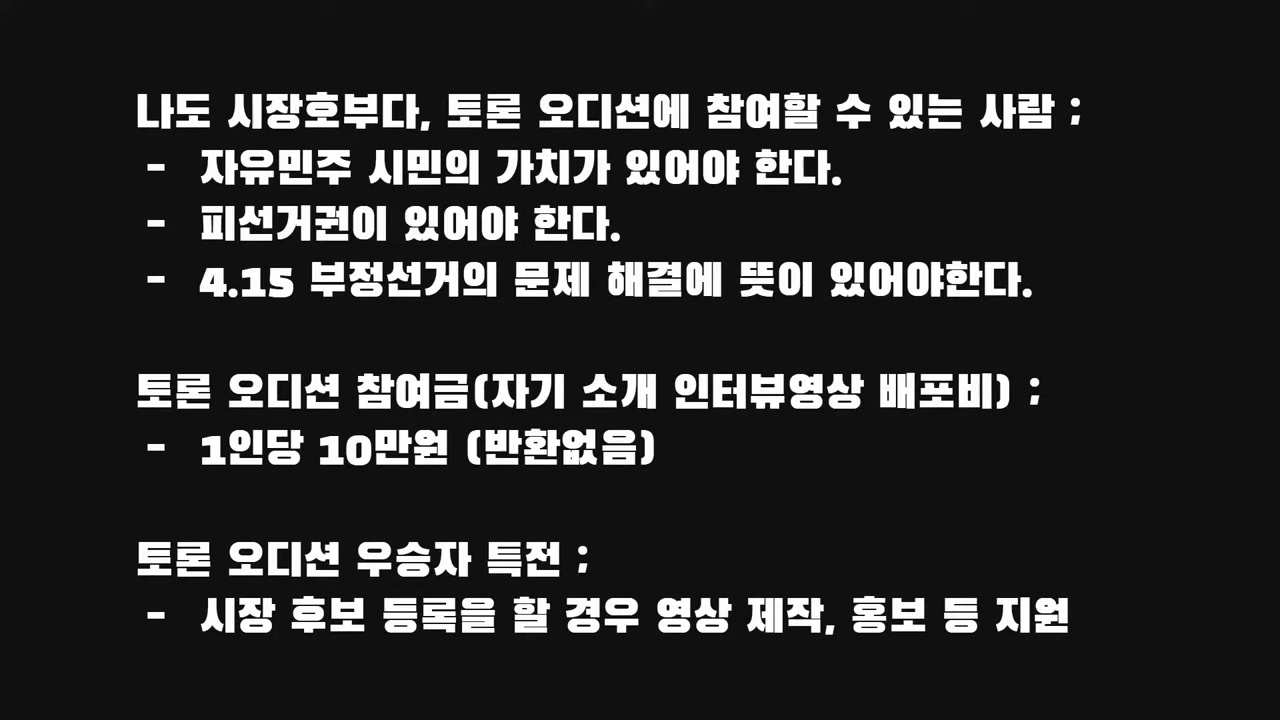 나도 시장호부다, 토론 오디션에 참여할 수 있는 사람 ;
- 자유민주 시민의 가치가 있어야 한다.
- 피선거권이 있어야 한다.
- 4.15 부정선거의 문제 해결에 뜻이 있어야한다.
토론 오디션 참여금(자기 소개 인터뷰영상 배포비) ;
- 1인당 10만원 (반환없음)
토론 오디션 우승자 특전 ;
- 시장 후보 등록을 할 경우 영상 제작, 홍보 등 지원